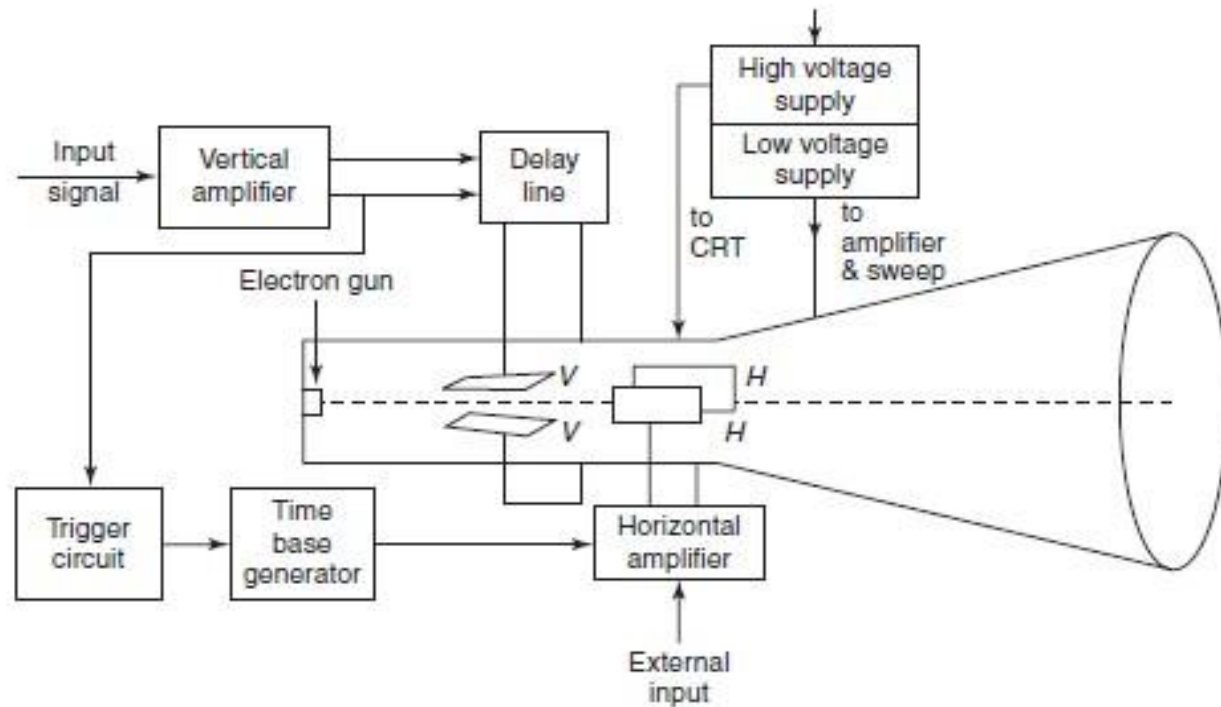 High voltage
supply
Low voltage
supply
Input
signal
Vertical
amplifier
Delay
line
to
CRT
to
amplifier
& sweep
Electron gun
V
V
H
H
Trigger
circuit
Time
base
generator
Horizontal
amplifier
External
input